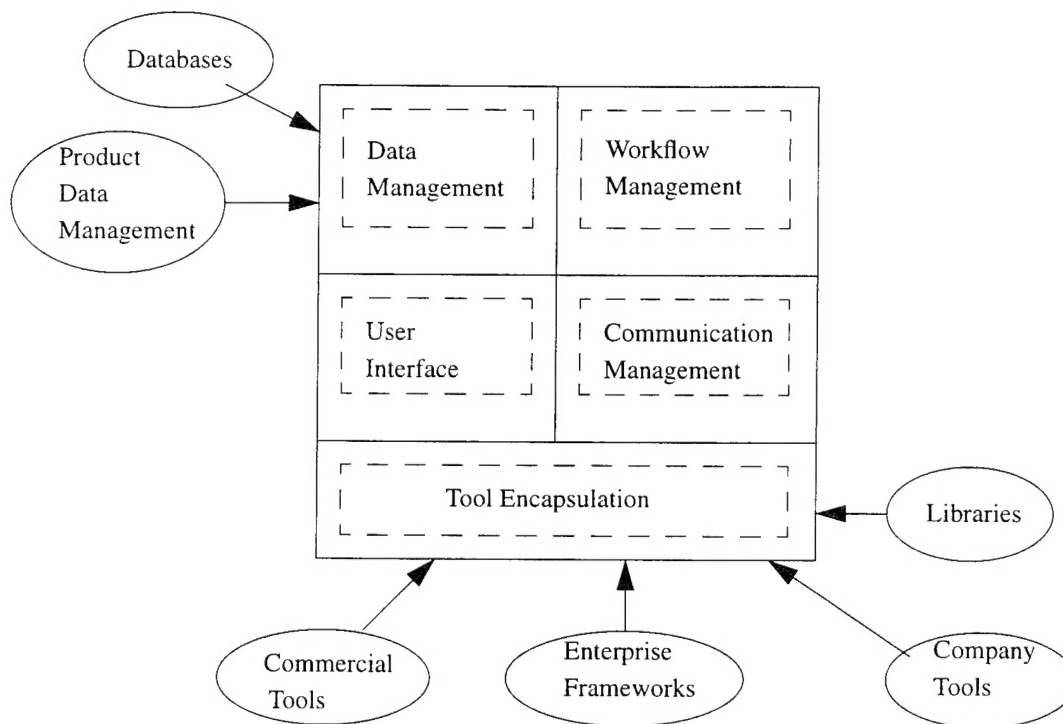 Databases
Product
Data
Management
Data
Management
Workflow
Management
User
Interface
Communication
Management
Tool Encapsulation
Libraries
Commercial
Tools
Enterprise
Frameworks
Company
Tools